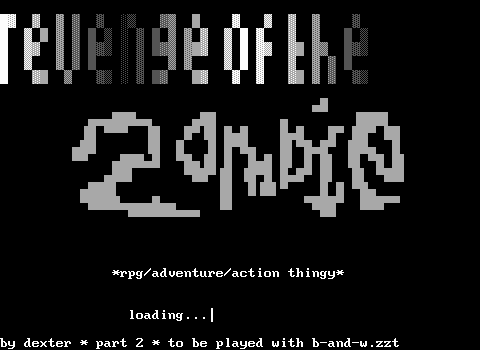 revenge of the
Zombie
*rpg/adventure/action thingy*
loading...
by dexter * part 2 * to be played with b-and-w.zzt